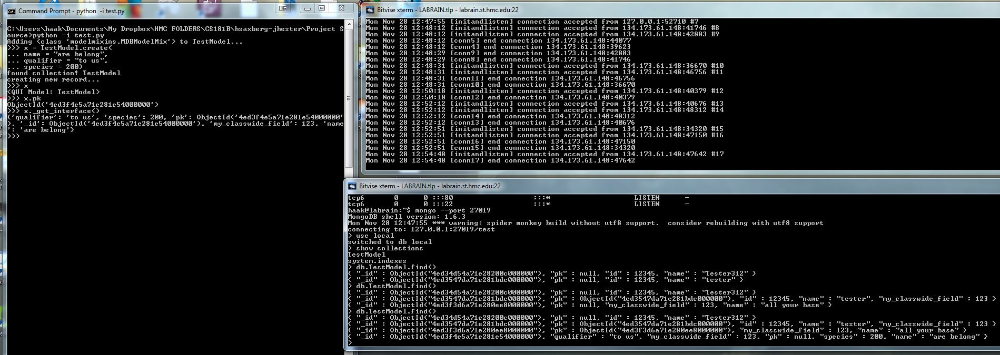 Command Prompt - python  -i test.py
C:\Users\haak\Documents\My Dropbox\HMC FOLDERS\CS181B\hsaxberg-jhester\Project S
ource>python -i test.py
Adding <class 'modelmixins.MDBModelMix'> to TestModel...
>>> x = TestModel.create(
... name = "are belong",
... qualifier = "to us",
... species = 200)
found collection! TestModel
creating new record...
>>> x
<QUI Model: TestModel>
>>> x.pk
ObjectId('4ed3f4e5a71e281e54000000')
>>> x._get_interface()
{'qualifier': 'to us', 'species': 200, 'pk': ObjectId('4ed3f4e5a71e281e54000000'
), '_id': ObjectId('4ed3f4e5a71e281e54000000'), 'my_classwide_field': 123, 'name
': 'are belong'}
>>>
Bitvise xterm - LABRAIN.tlp - labrain.st.hmc.edu:22
Mon Nov 28 12:47:55 [initandlisten] connection accepted from 127.0.0.1:52710 #7
Mon Nov 28 12:48:12 [initandlisten] connection accepted from 134.173.61.148:41746 #8
Mon Nov 28 12:48:12 [initandlisten] connection accepted from 134.173.61.148:42883 #9
Mon Nov 28 12:48:12 [conn5] end connection 134.173.61.148:44077
Mon Nov 28 12:48:12 [conn4] end connection 134.173.61.148:39623
Mon Nov 28 12:48:29 [conn9] end connection 134.173.61.148:42883
Mon Nov 28 12:48:29 [conn8] end connection 134.173.61.148:41746
Mon Nov 28 12:48:31 [initandlisten] connection accepted from 134.173.61.148:36670 #10
Mon Nov 28 12:48:31 [initandlisten] connection accepted from 134.173.61.148:46756 #11
Mon Nov 28 12:48:31 [conn11] end connection 134.173.61.148:46756
Mon Nov 28 12:48:31 [conn10] end connection 134.173.61.148:36670
Mon Nov 28 12:50:18 [initandlisten] connection accepted from 134.173.61.148:40379 #12
Mon Nov 28 12:50:18 [conn12] end connection 134.173.61.148:40379
Mon Nov 28 12:52:12 [initandlisten] connection accepted from 134.173.61.148:40676 #13
Mon Nov 28 12:52:12 [initandlisten] connection accepted from 134.173.61.148:48312 #14
Mon Nov 28 12:52:12 [conn14] end connection 134.173.61.148:48312
Mon Nov 28 12:52:12 [conn13] end connection 134.173.61.148:40676
Mon Nov 28 12:52:51 [initandlisten] connection accepted from 134.173.61.148:34320 #15
Mon Nov 28 12:52:51 [initandlisten] connection accepted from 134.173.61.148:47150 #16
Mon Nov 28 12:52:51 [conn16] end connection 134.173.61.148:47150
Mon Nov 28 12:52:51 [conn15] end connection 134.173.61.148:34320
Mon Nov 28 12:54:48 [initandlisten] connection accepted from 134.173.61.148:47642 #17
Mon Nov 28 12:54:48 [conn17] end connection 134.173.61.148:47642
Bitvise xterm - LABRAIN.tlp - labrain.st.hmc.edu:22
tcp6       0      0 :::80                   :::*                    LISTEN      -
tcp6       0      0 :::22                   :::*                    LISTEN      -
haak@labrain:~$ mongo --port 27019
MongoDB shell version: 1.6.3
Mon Nov 28 12:47:55 *** warning: spider monkey build without utf8 support.  consider rebuilding with utf8 support
connecting to: 127.0.0.1:27019/test
> use local
switched to db local
> show collections
TestModel
system.indexes
> db.TestModel.find()
{ "_id" : ObjectId("4ed34d54a71e28200c000000"), "pk" : null, "id" : 12345, "name" : "Tester312" }
{ "_id" : ObjectId("4ed3547da71e281bdc000000"), "pk" : null, "id" : 12345, "name" : "tester" }
> db.TestModel.find()
{ "_id" : ObjectId("4ed34d54a71e28200c000000"), "pk" : null, "id" : 12345, "name" : "Tester312" }
{ "_id" : ObjectId("4ed3547da71e281bdc000000"), "pk" : ObjectId("4ed3547da71e281bdc000000"), "id" : 12345, "name" : "tester", "my_classwide_field" : 123 }
{ "_id" : ObjectId("4ed3f3d6a71e280ee8000000"), "pk" : null, "my_classwide_field" : 123, "name" : "all your base" }
> db.TestModel.find()
{ "_id" : ObjectId("4ed34d54a71e28200c000000"), "pk" : null, "id" : 12345, "name" : "Tester312" }
{ "_id" : ObjectId("4ed3547da71e281bdc000000"), "pk" : ObjectId("4ed3547da71e281bdc000000"), "id" : 12345, "name" : "tester", "my_classwide_field" : 123 }
{ "_id" : ObjectId("4ed3f3d6a71e280ee8000000"), "pk" : ObjectId("4ed3f3d6a71e280ee8000000"), "my_classwide_field" : 123, "name" : "all your base" }
{ "_id" : ObjectId("4ed3f4e5a71e281e54000000"), "qualifier" : "to us", "my_classwide_field" : 123, "pk" : null, "species" : 200, "name" : "are belong" }
>